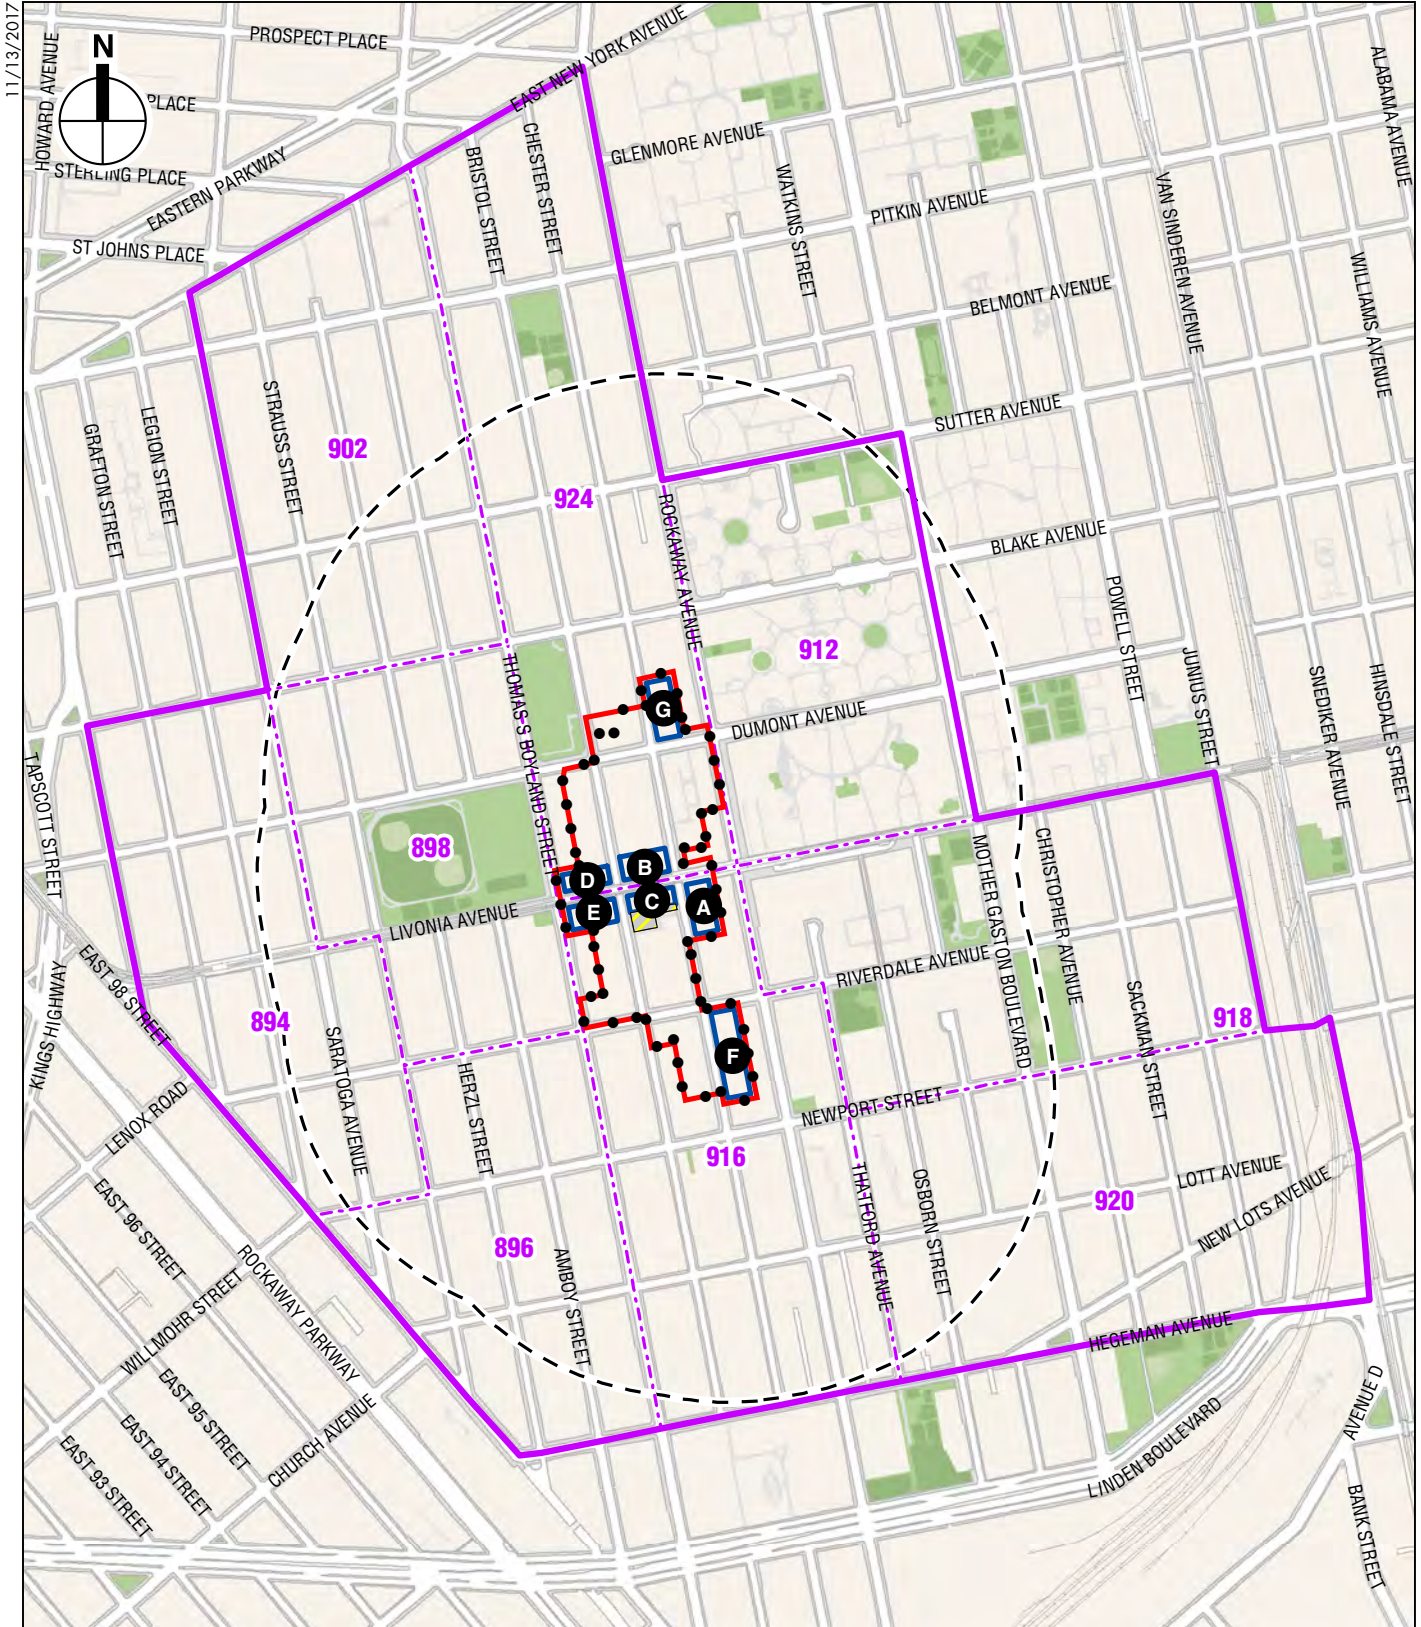 11/13/2017
N
PROSPECT PLACE
EAST NEW YORK AVENUE
HOWARD AVENUE
PLACE
STERLING PLACE
EASTERN PARKWAY
ST JOHNS PLACE
BRISTOL STREET
CHESTER STREET
GLENMORE AVENUE
WATKINS STREET
PITKIN AVENUE
VAN SINDEREN AVENUE
ALABAMA AVENUE
BELMONT AVENUE
WILLIAMS AVENUE
GRAFTON STREET
LEGION STREET
STRAUSS STREET
902
924
SUTTER AVENUE
ROCKAWAY AVENUE
BLAKE AVENUE
POWELL STREET
912
JUNIUS STREET
SNEDIKER AVENUE
HINSDALE STREET
THOMAS S BOYLAND STREET
G
DUMONT AVENUE
TAPSCOTT STREET
898
B
D
C
A
E
LIVONIA AVENUE
MOTHER GASTON BOULEVARD
CHRISTOPHER AVENUE
RIVERDALE AVENUE
EAST 98 STREET
KINGS HIGHWAY
894
SARATOGA AVENUE
HERZL STREET
F
SACKMAN STREET
918
LENOX ROAD
NEWPORT STREET
916
THATFORD AVENUE
OSBORN STREET
LOTT AVENUE
NEW LOTS AVENUE
920
EAST 96 STREET
ROCKAWAY PARKWAY
896
AMBOY STREET
WILLMOHR STREET
HEGEMAN AVENUE
EAST 95 STREET
CHURCH AVENUE
EAST 94 STREET
EAST 93 STREET
LINDEN BOULEVARD
AVENUE D
BANK STREET